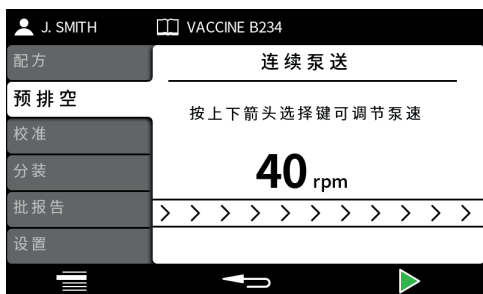 J. SMITH
VACCINE B234
配方
预排空
校准
分装
批报告
设置
连续泵送
按上下箭头选择键可调节泵速
40 rpm